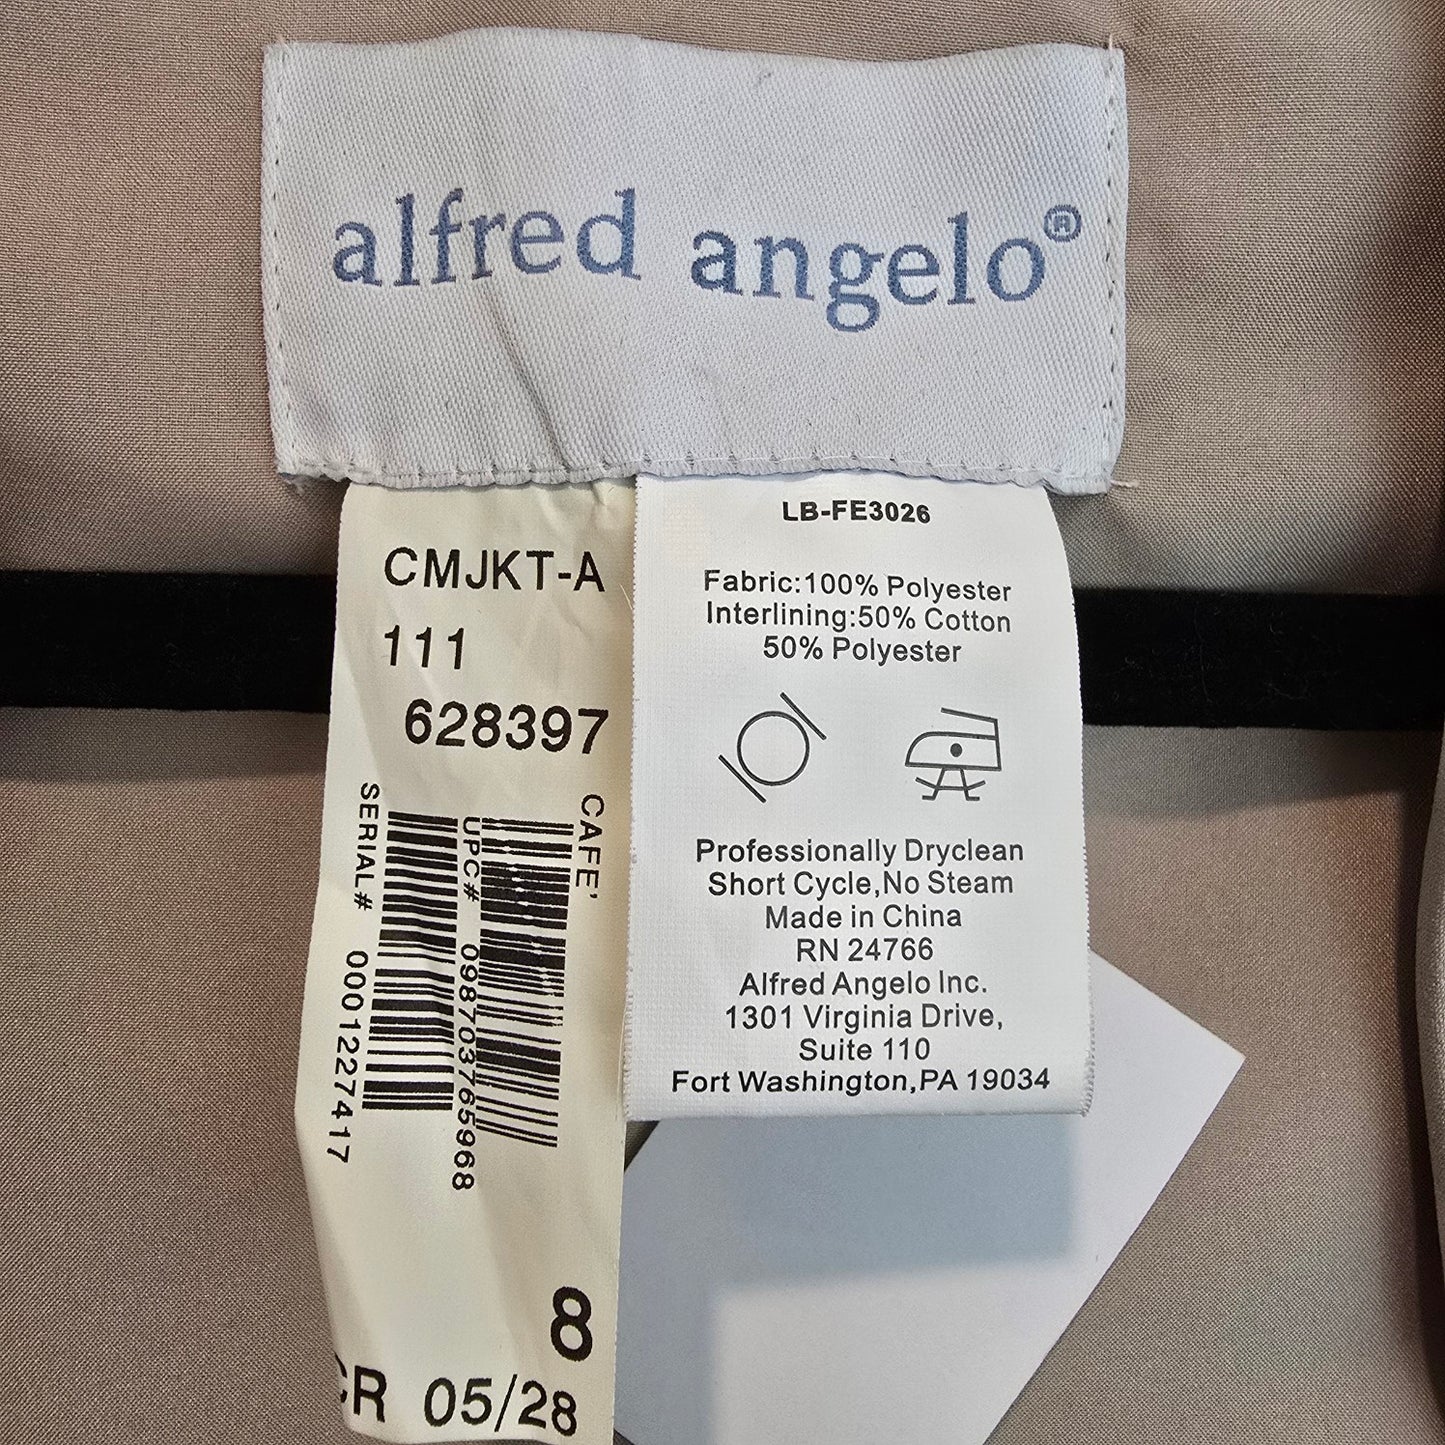 alfred angelo®
CMJKT-A
111
628397
CAFE'
UPC# 098703765968
SERIAL# 0001227417
8
CR 05/28
LB-FE3026
Fabric:100% Polyester
Interlining:50% Cotton
50% Polyester
Professionally Dryclean
Short Cycle,No Steam
Made in China
RN 24766
Alfred Angelo Inc.
1301 Virginia Drive,
Suite 110
Fort Washington,PA 19034